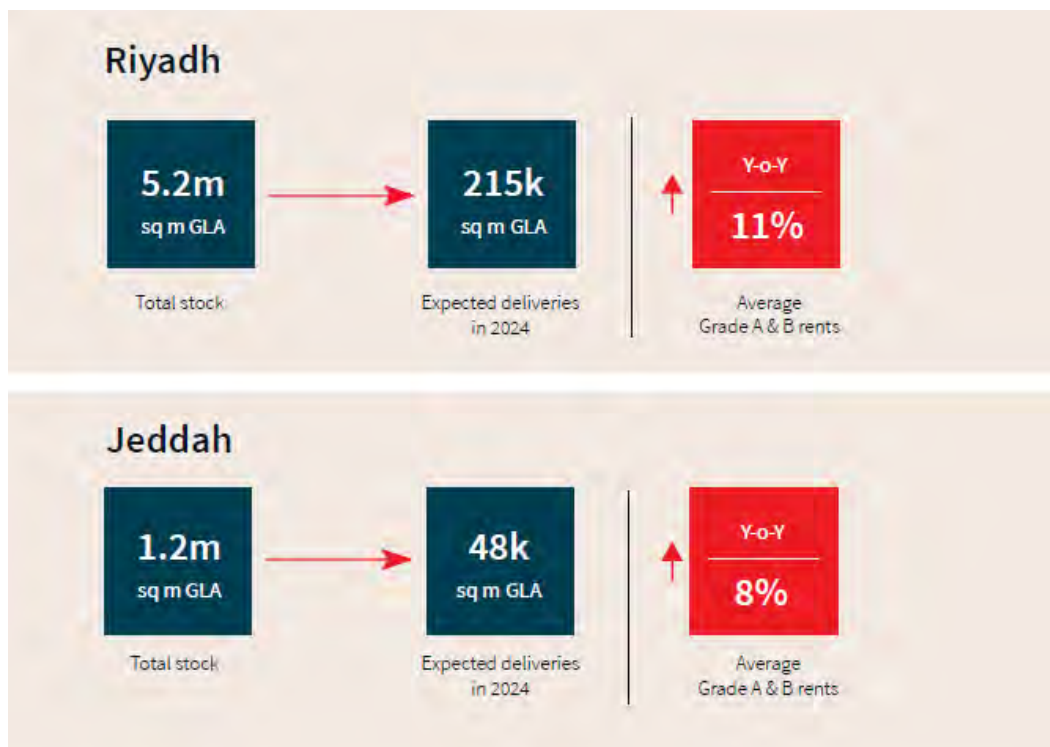 Riyadh
5.2m
sq m GLA
Total stock
215k
sq m GLA
Expected deliveries
in 2024
Y-o-Y
11%
Average
Grade A & B rents
Jeddah
1.2m
sq m GLA
Total stock
48k
sq m GLA
Expected deliveries
in 2024
Y-o-Y
8%
Average
Grade A & B rents